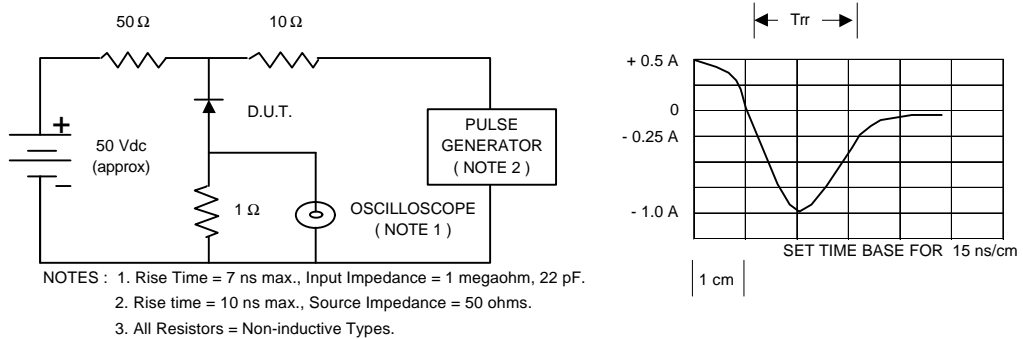 50 Ω
10 Ω
+
50 Vdc
(approx)
−
D.U.T.
1 Ω
OSCILLOSCOPE
( NOTE 1 )
PULSE
GENERATOR
( NOTE 2 )
NOTES : 1. Rise Time = 7 ns max., Input Impedance = 1 megaohm, 22 pF.
2. Rise time = 10 ns max., Source Impedance = 50 ohms.
3. All Resistors = Non-inductive Types.
Trr
+ 0.5 A
0
- 0.25 A
- 1.0 A
SET TIME BASE FOR 15 ns/cm
1 cm